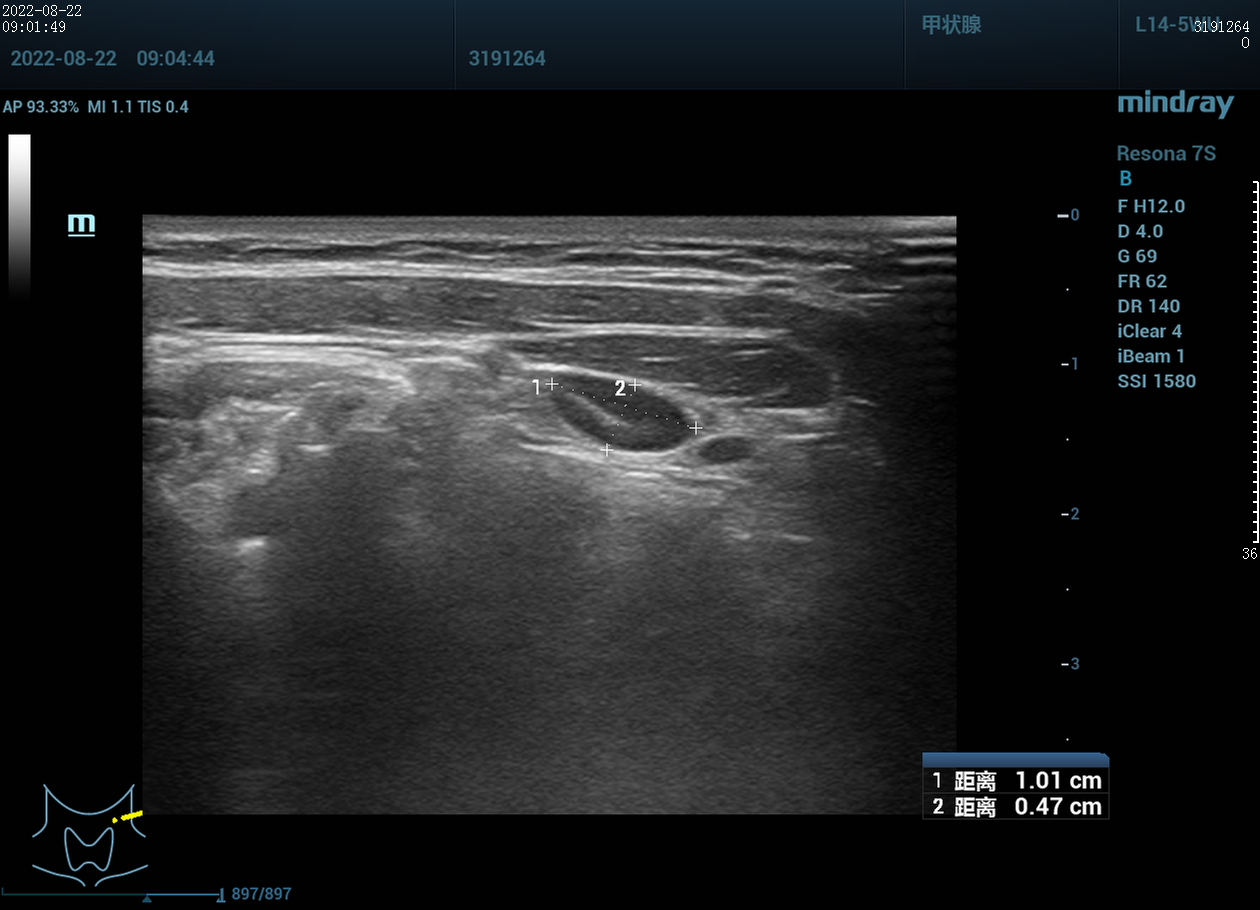 2022-08-22
09:01:49
2022-08-22 09:04:44
3191264
甲状腺
3191264
0
AP 93.33% MI 1.1 TIS 0.4
mindray
Resona 7S
B
F H12.0
D 4.0
G 69
FR 62
DR 140
iClear 4
iBeam 1
SSI 1580
m
0
1
2
3
1
2
36
1 距离 1.01 cm
2 距离 0.47 cm
897/897